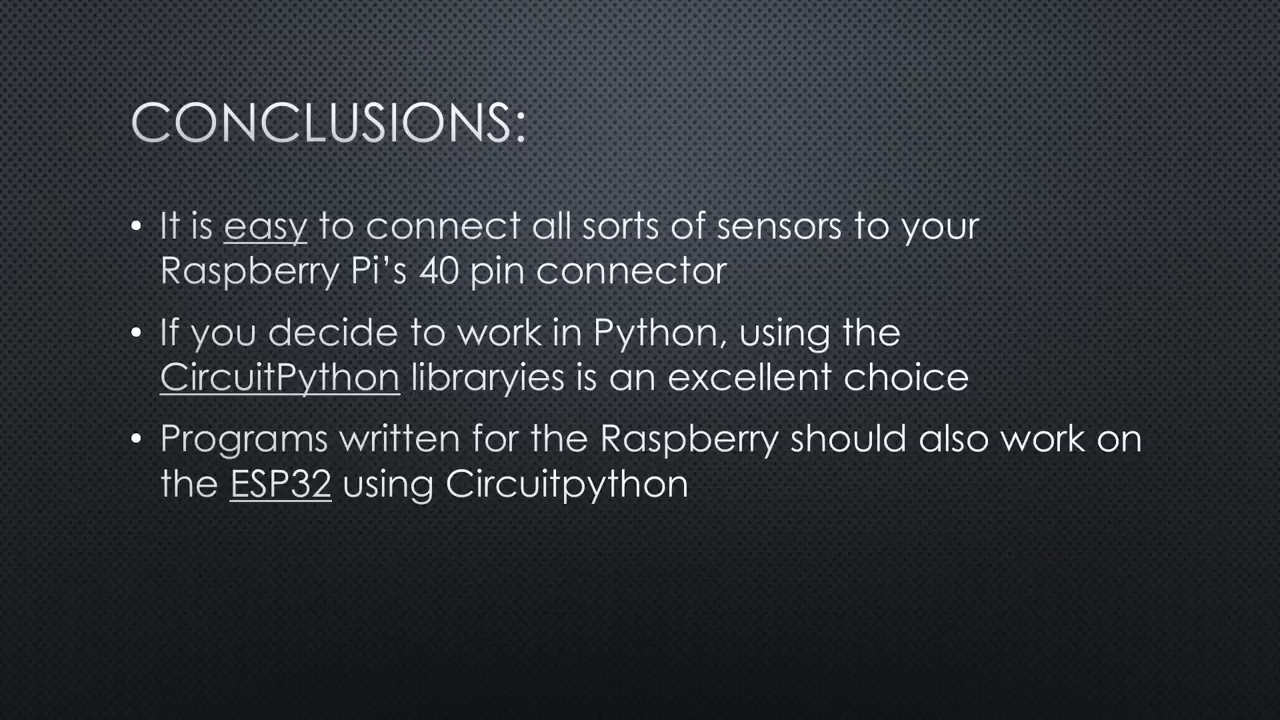 CONCLUSIONS:
• It is easy to connect all sorts of sensors to your
Raspberry Pi's 40 pin connector
• If you decide to work in Python, using the
CircuitPython libraryies is an excellent choice
• Programs written for the Raspberry should also work on
the ESP32 using Circuitpython